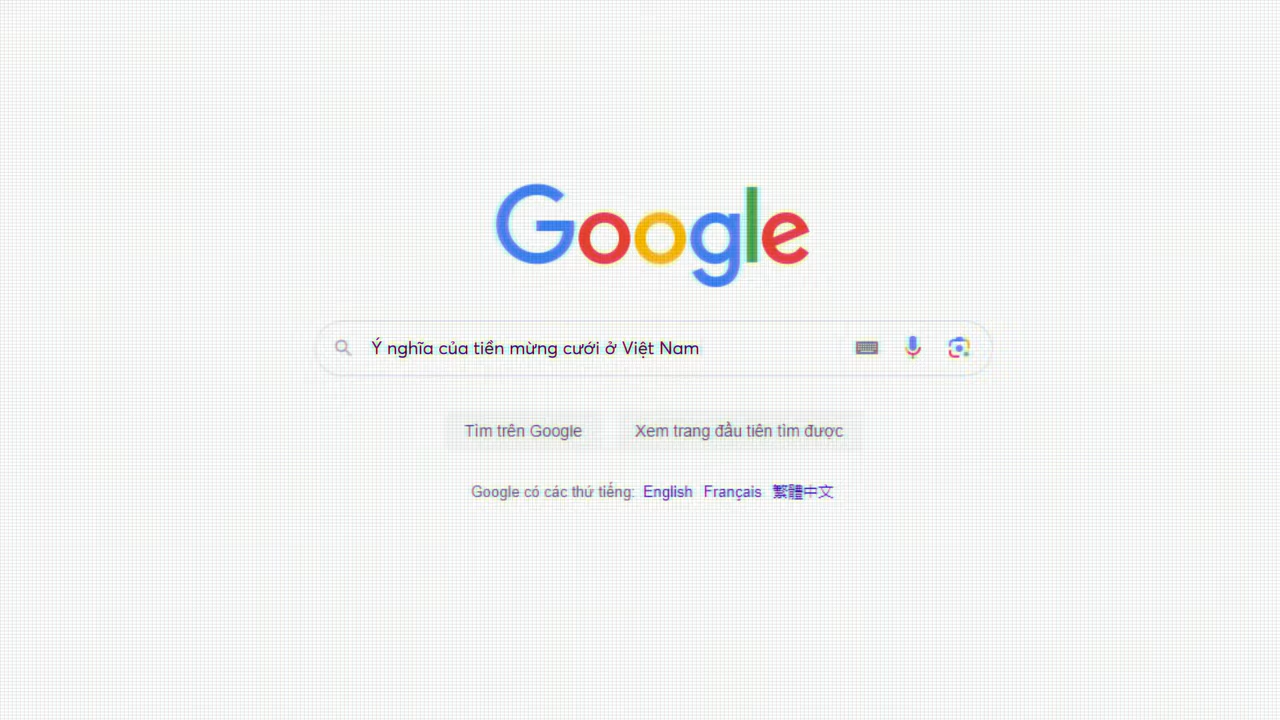 Google
Ý nghĩa của tiền mừng cưới ở Việt Nam
Tìm trên Google Xem trang đầu tiên tìm được
Google có các thứ tiếng: English Français 繁體中文